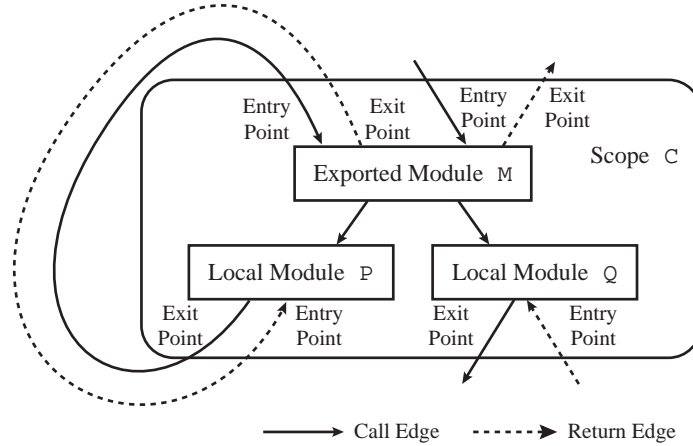 Entry
Point
Exit
Point
Entry
Point
Exit
Point
Scope C
Exported Module M
Local Module P
Local Module Q
Exit
Point
Entry
Point
Exit
Point
Entry
Point
Call Edge
Return Edge